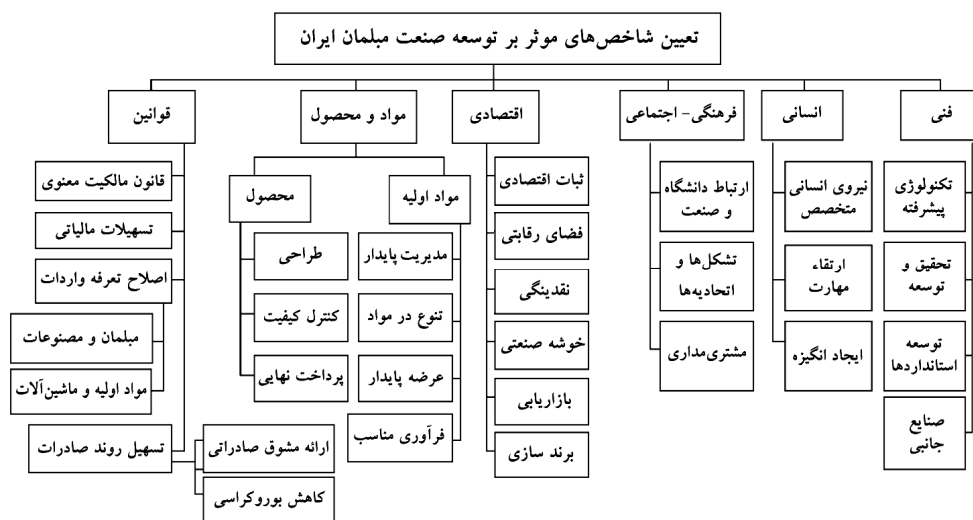 تعیین شاخص‌های موثر بر توسعه صنعت مبلمان ایران
فنی
انسانی
فرهنگی- اجتماعی
اقتصادی
مواد و محصول
قوانین
تکنولوژی
پیشرفته
تحقیق و
توسعه
توسعه
استانداردها
صنایع
جانبی
نیروی انسانی
متخصص
ارتقاء
مهارت
ایجاد انگیزه
ارتباط دانشگاه
و صنعت
تشکل‌ها و
اتحادیه‌ها
مشتری‌مداری
ثبات اقتصادی
فضای رقابتی
نقدینگی
خوشه صنعتی
بازاریابی
برند سازی
مواد اولیه
مدیریت پایدار
تنوع در مواد
عرضه پایدار
فرآوری مناسب
محصول
طراحی
کنترل کیفیت
پرداخت نهایی
قانون مالکیت معنوی
تسهیلات مالیاتی
اصلاح تعرفه واردات
مبلمان و مصنوعات
مواد اولیه و ماشین‌آلات
تسهیل روند صادرات
ارائه مشوق صادراتی
کاهش بوروکراسی